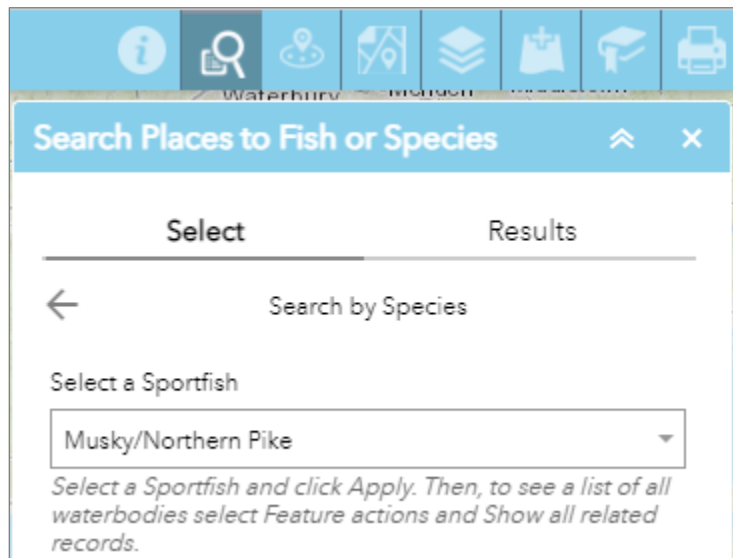 Waterbury
Search Places to Fish or Species
Select Results
Search by Species
Select a Sportfish
Musky/Northern Pike
Select a Sportfish and click Apply. Then, to see a list of all
waterbodies select Feature actions and Show all related
records.